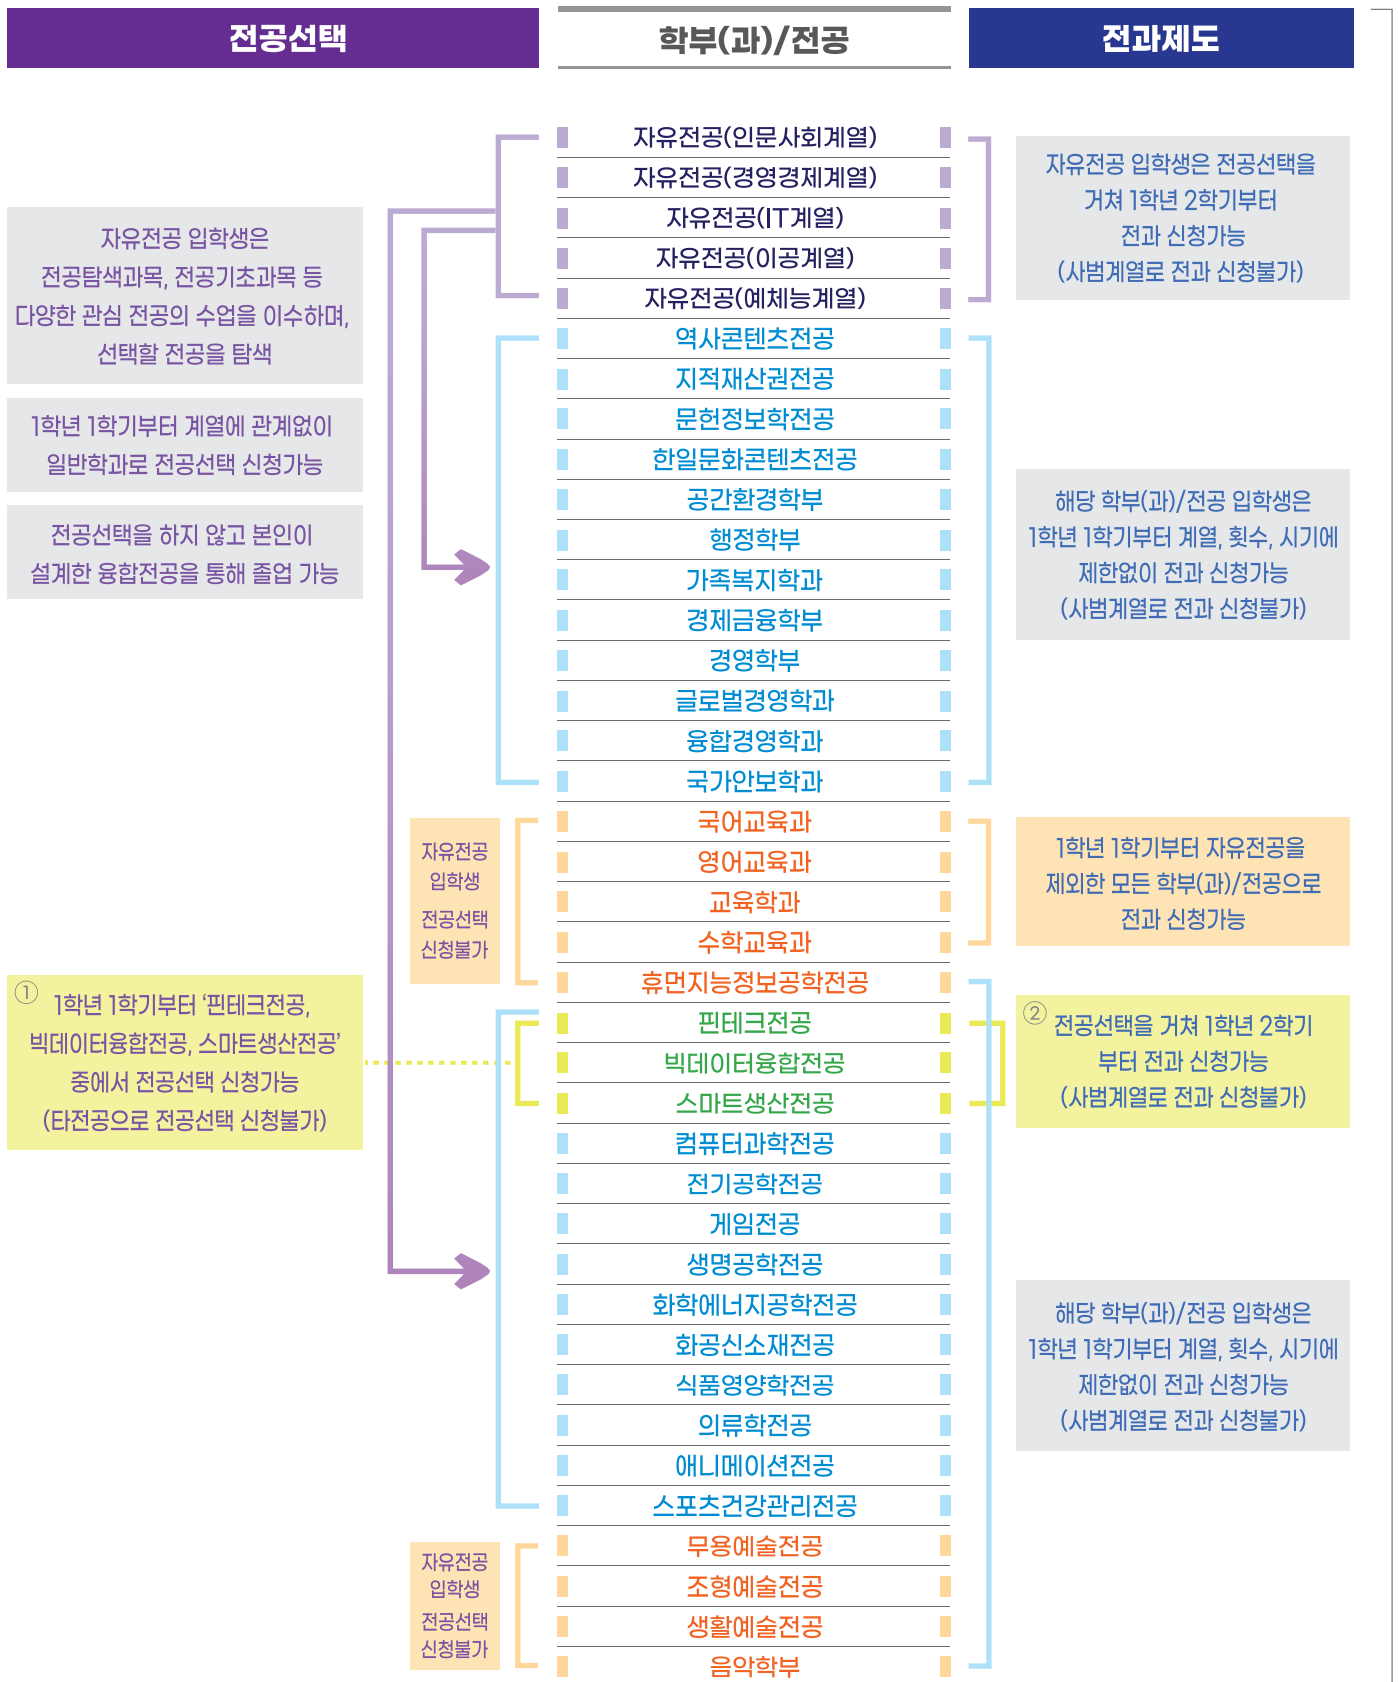 전공선택
자유전공 입학생은
전공탐색과목, 전공기초과목 등
다양한 관심 전공의 수업을 이수하며,
선택할 전공을 탐색
1학년 1학기부터 계열에 관계없이
일반학과로 전공선택 신청가능
전공선택을 하지 않고 본인이
설계한 융합전공을 통해 졸업 가능
자유전공
입학생
전공선택
신청불가
①
1학년 1학기부터 ‘핀테크전공,
빅데이터융합전공, 스마트생산전공’
중에서 전공선택 신청가능
(타전공으로 전공선택 신청불가)
자유전공
입학생
전공선택
신청불가
학부(과)/전공
자유전공(인문사회계열)
자유전공(경영경제계열)
자유전공(IT계열)
자유전공(이공계열)
자유전공(예체능계열)
역사콘텐츠전공
지적재산권전공
문헌정보학전공
한일문화콘텐츠전공
공간환경학부
행정학부
가족복지학과
경제금융학부
경영학부
글로벌경영학과
융합경영학과
국가안보학과
국어교육과
영어교육과
교육학과
수학교육과
휴먼지능정보공학전공
핀테크전공
빅데이터융합전공
스마트생산전공
컴퓨터과학전공
전기공학전공
게임전공
생명공학전공
화학에너지공학전공
화공신소재전공
식품영양학전공
의류학전공
애니메이션전공
스포츠건강관리전공
무용예술전공
조형예술전공
생활예술전공
음악학부
전과제도
자유전공 입학생은 전공선택을
거쳐 1학년 2학기부터
전과 신청가능
(사범계열로 전과 신청불가)
해당 학부(과)/전공 입학생은
1학년 1학기부터 계열, 횟수, 시기에
제한없이 전과 신청가능
(사범계열로 전과 신청불가)
1학년 1학기부터 자유전공을
제외한 모든 학부(과)/전공으로
전과 신청가능
②
전공선택을 거쳐 1학년 2학기
부터 전과 신청가능
(사범계열로 전과 신청불가)
해당 학부(과)/전공 입학생은
1학년 1학기부터 계열, 횟수, 시기에
제한없이 전과 신청가능
(사범계열로 전과 신청불가)